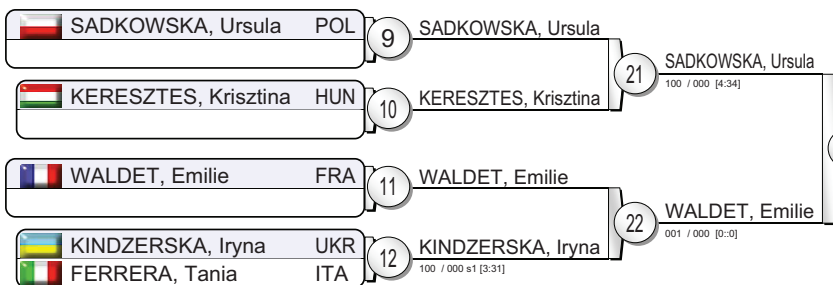 SADKOWSKA, Ursula POL
9
SADKOWSKA, Ursula
KERESZTES, Krisztina HUN
10
KERESZTES, Krisztina
21
SADKOWSKA, Ursula
100 / 000 [4:34]
WALDET, Emilie FRA
11
WALDET, Emilie
KINDZERSKA, Iryna UKR
FERRERA, Tania ITA
12
KINDZERSKA, Iryna
100 / 000 s1 [3:31]
22
WALDET, Emilie
001 / 000 [0::0]